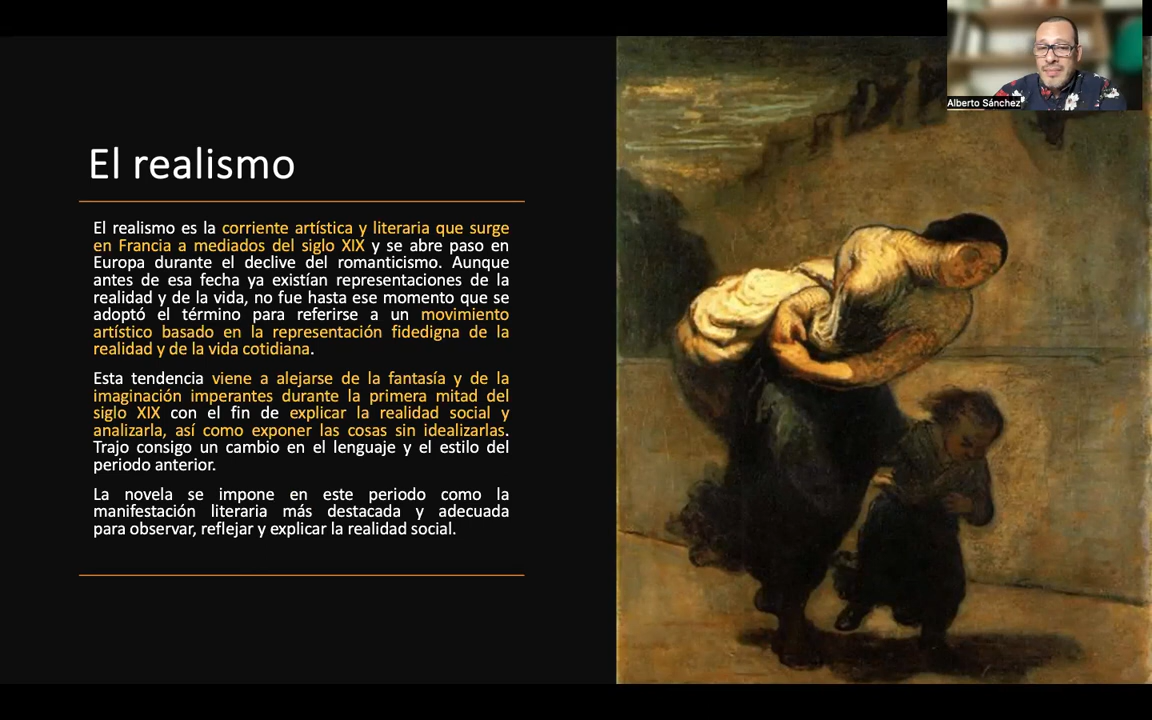 Alberto Sánchez
El realismo
El realismo es la corriente artística y literaria que surge
en Francia a mediados del siglo XIX y se abre paso en
Europa durante el declive del romanticismo. Aunque
antes de esa fecha ya existían representaciones de la
realidad y de la vida, no fue hasta ese momento que se
adoptó el término para referirse a un movimiento
artístico basado en la representación fidedigna de la
realidad y de la vida cotidiana.
Esta tendencia viene a alejarse de la fantasía y de la
imaginación imperantes durante la primera mitad del
siglo XIX con el fin de explicar la realidad social y
analizarla, así como exponer las cosas sin idealizarlas.
Trajo consigo un cambio en el lenguaje y el estilo del
periodo anterior.
La novela se impone en este periodo como la
manifestación literaria más destacada y adecuada
para observar, reflejar y explicar la realidad social.